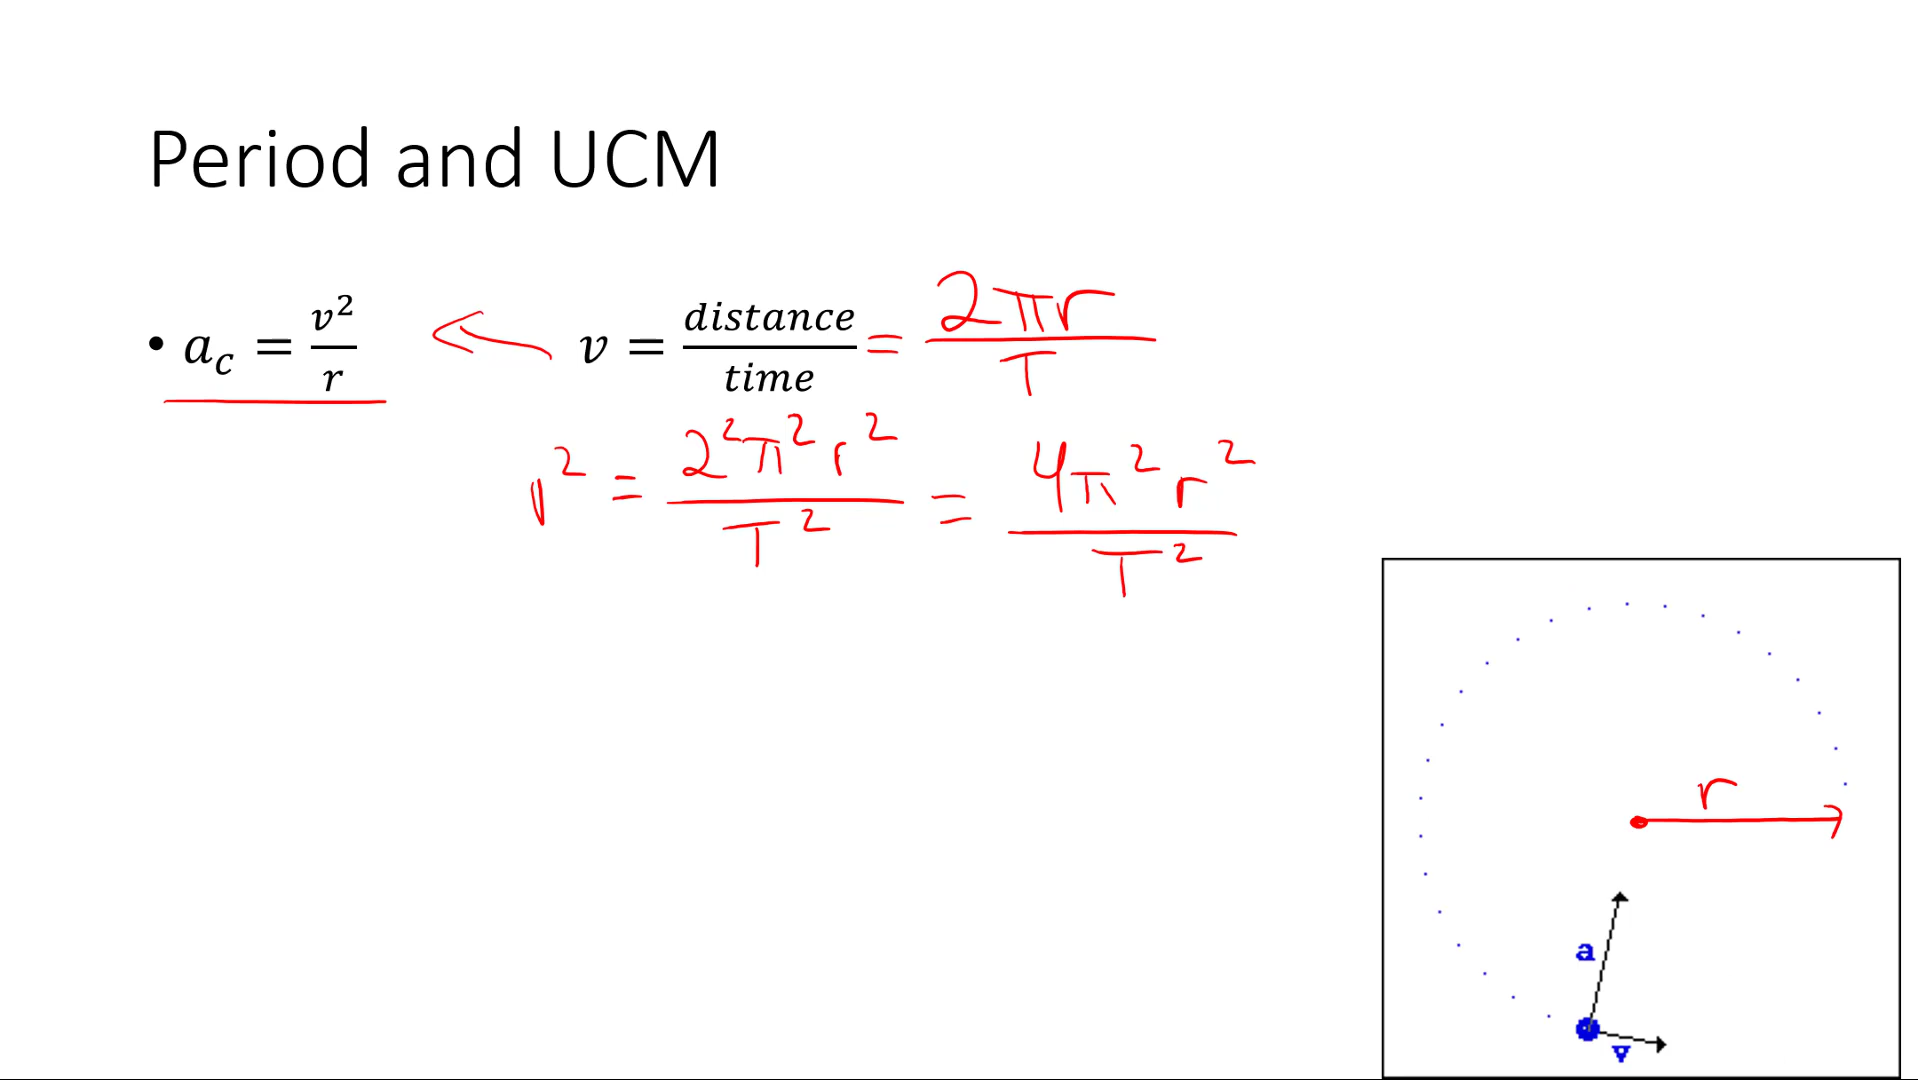 Period and UCM
• a_c = v²/r v = distance/time = 2πr/T
v² = 2²π²r²/T² = 4π²r²/T²
r
a
v